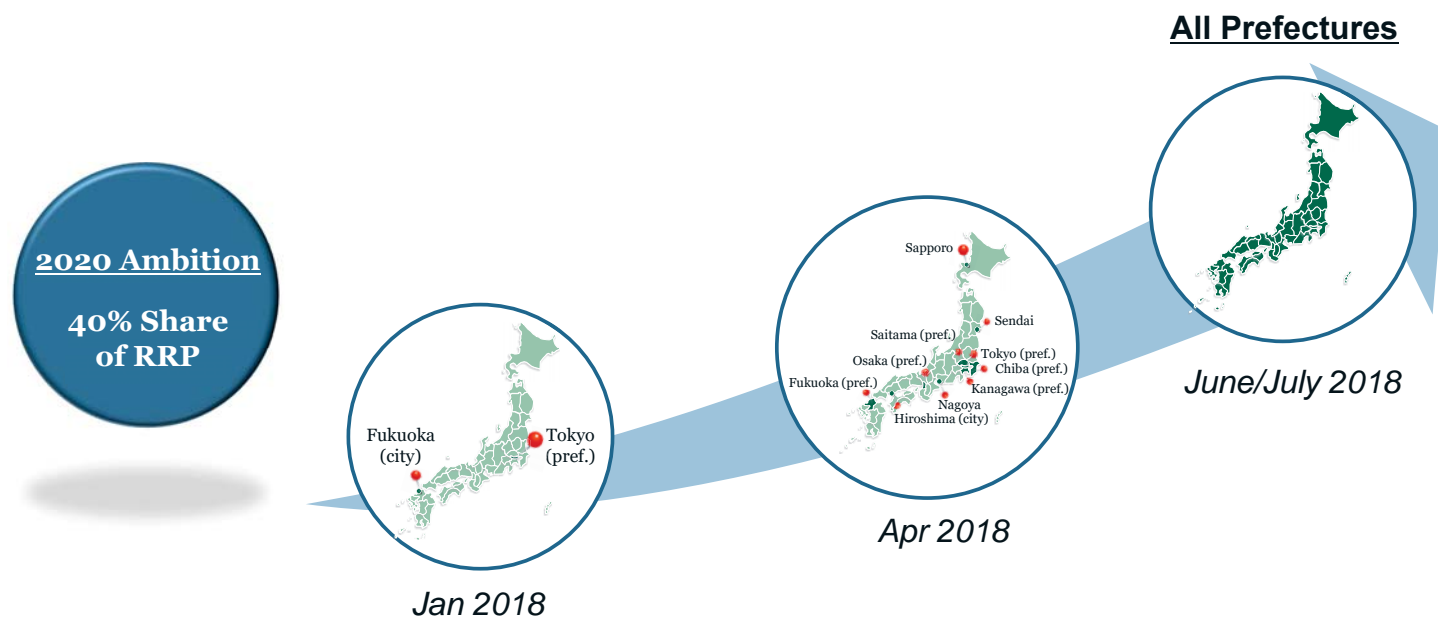 All Prefectures
2020 Ambition
40% Share
of RRP
Fukuoka
(city)
Tokyo
(pref.)
Jan 2018
Sapporo
Sendai
Saitama (pref.)
Tokyo (pref.)
Osaka (pref.)
Chiba (pref.)
Fukuoka (pref.)
Kanagawa (pref.)
Nagoya
Hiroshima (city)
Apr 2018
June/July 2018